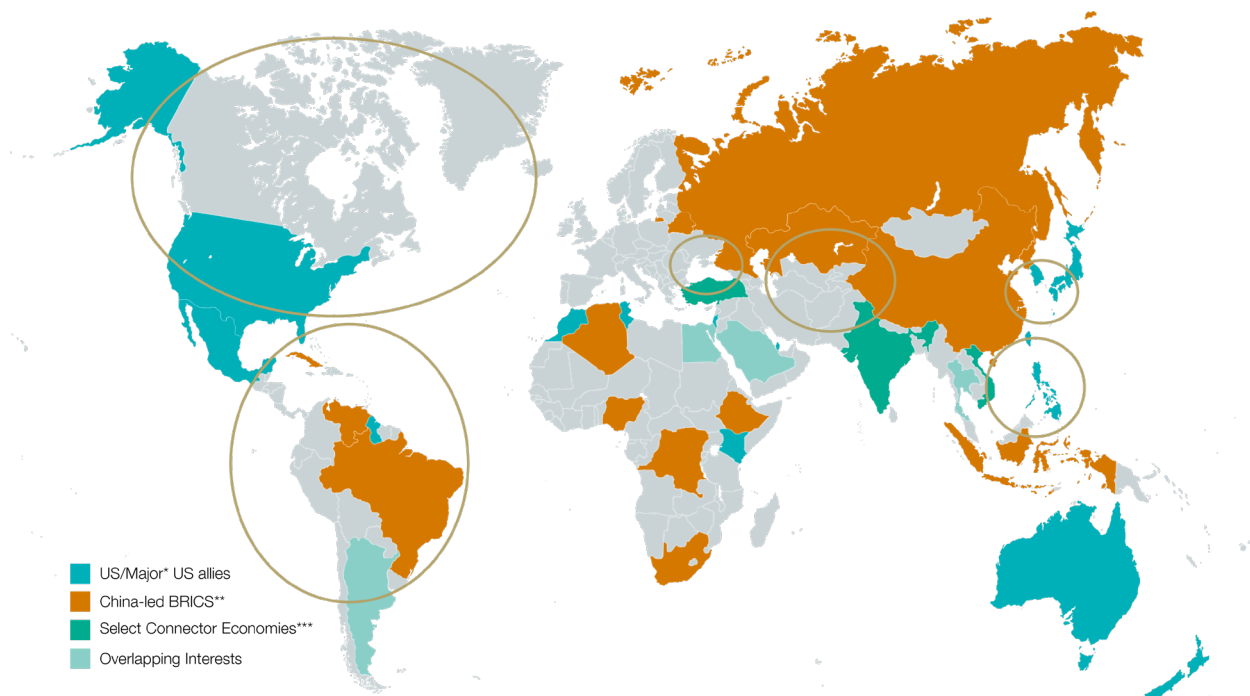 US/Major* US allies
China-led BRICS**
Select Connector Economies***
Overlapping Interests